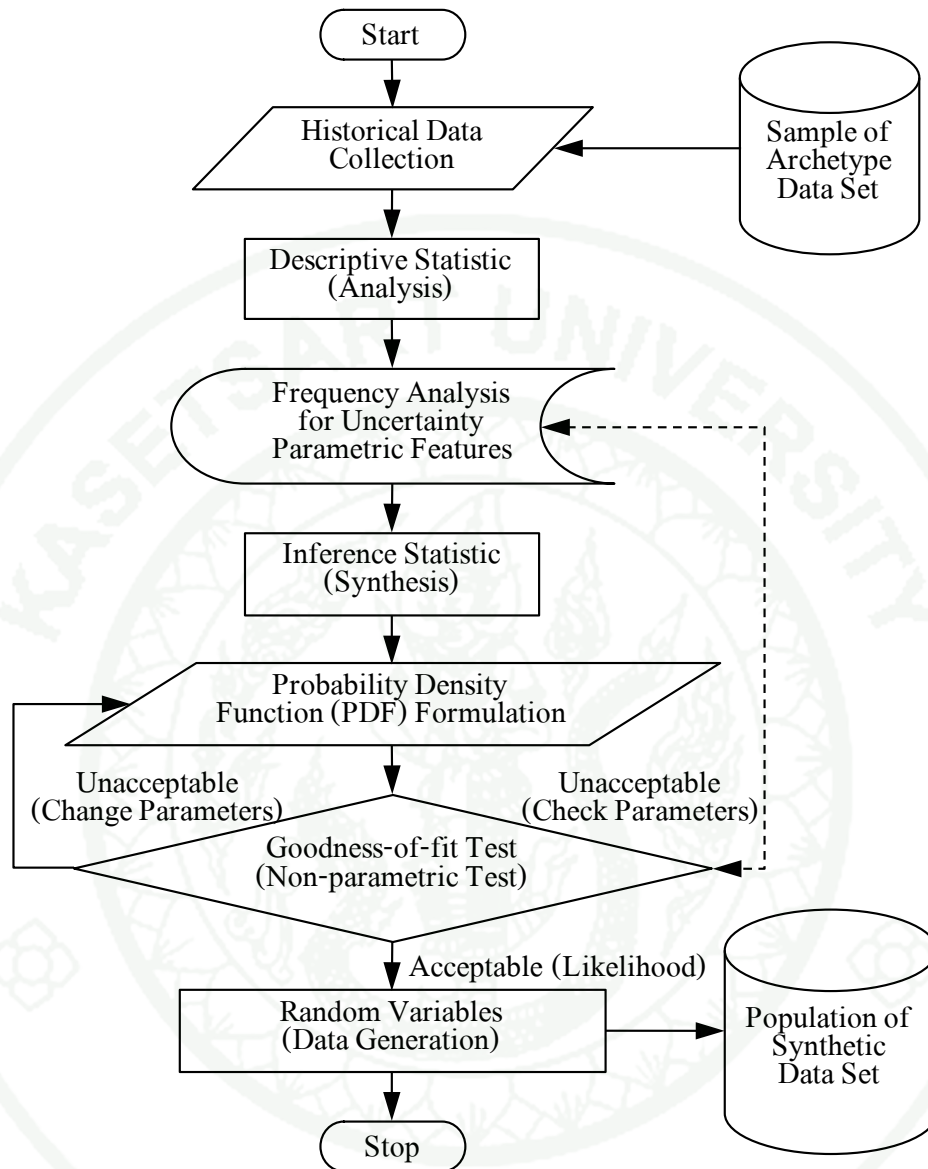 Start
Historical Data
Collection
Sample of
Archetype
Data Set
Descriptive Statistic
(Analysis)
Frequency Analysis
for Uncertainty
Parametric Features
Inference Statistic
(Synthesis)
Probability Density
Function (PDF) Formulation
Unacceptable
(Change Parameters)
Unacceptable
(Check Parameters)
Goodness-of-fit Test
(Non-parametric Test)
Acceptable (Likelihood)
Random Variables
(Data Generation)
Population of
Synthetic
Data Set
Stop
KASETSART UNIVERSITY